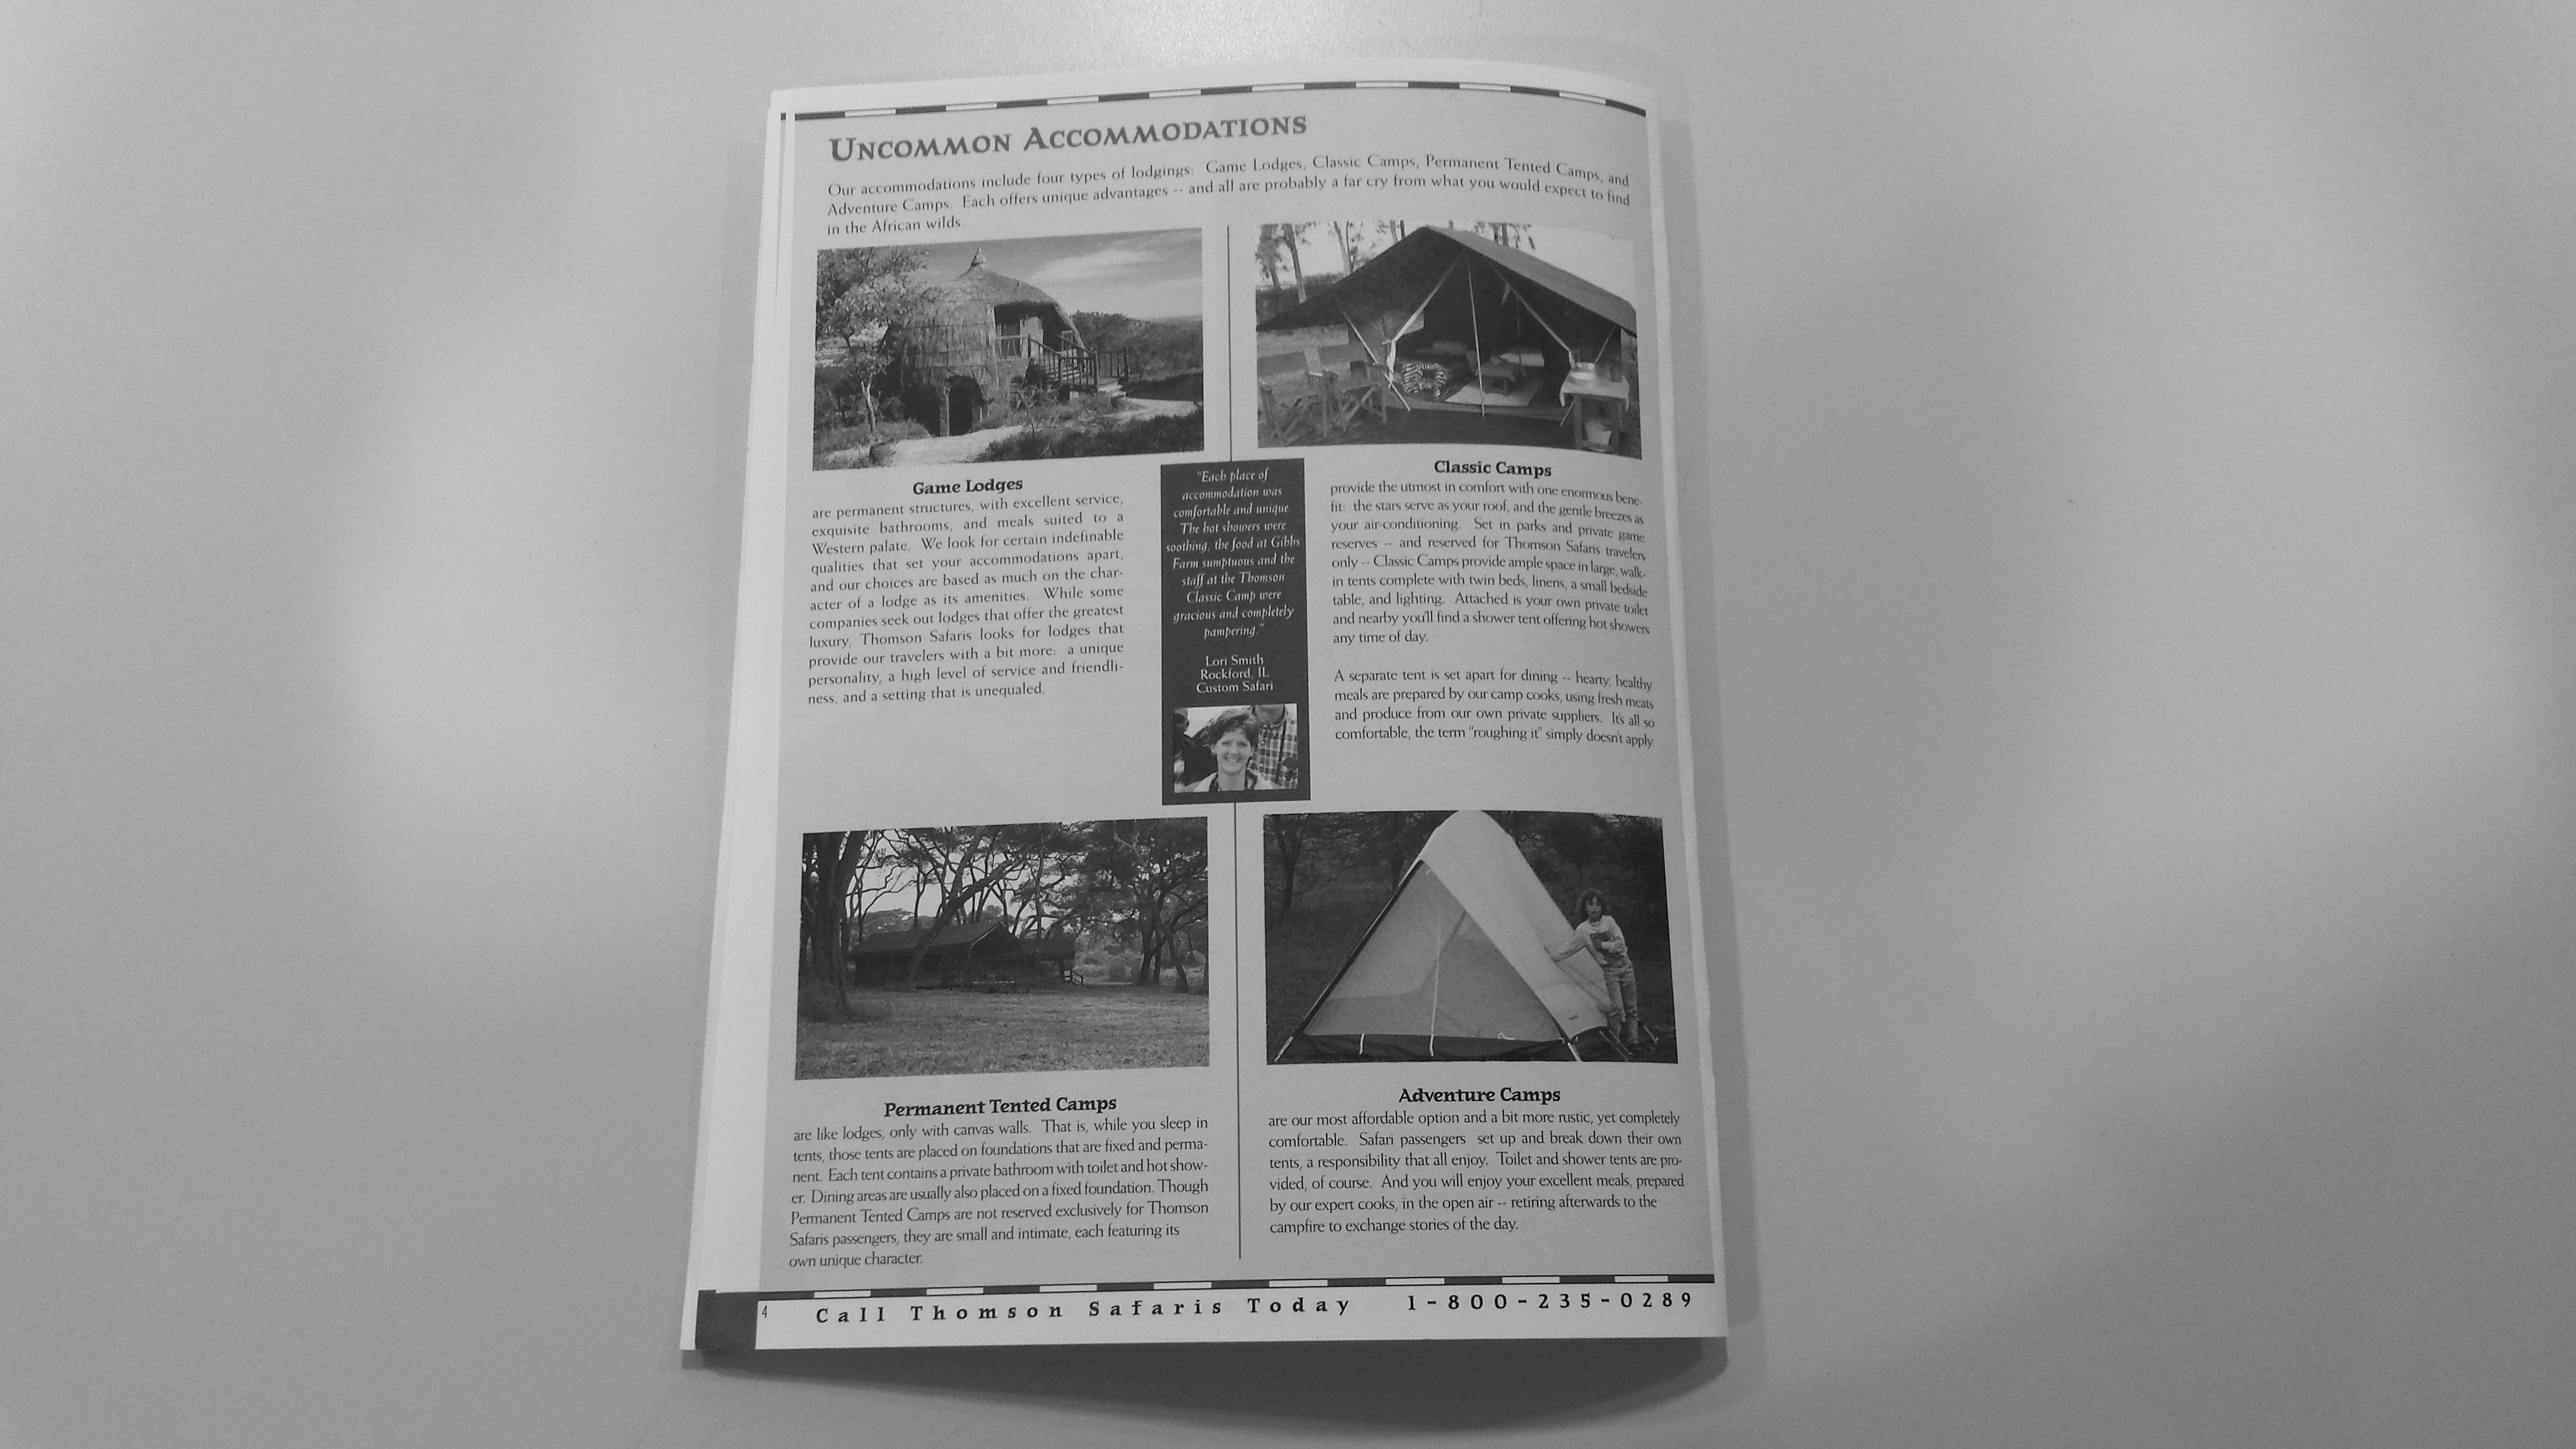 UNCOMMON ACCOMMODATIONS
Our accommodations include four types of lodgings: Game Lodges, Classic Camps, Permanent Tented Camps, and
Adventure Camps. Each offers unique advantages -- and all are probably a far cry from what you would expect to find
in the African wilds.
Game Lodges
are permanent structures, with excellent service,
exquisite bathrooms, and meals suited to a
Western palate. We look for certain indefinable
qualities that set your accommodations apart,
and our choices are based as much on the char-
acter of a lodge as its amenities. While some
companies seek out lodges that offer the greatest
luxury, Thomson Safaris looks for lodges that
provide our travelers with a bit more: a unique
personality, a high level of service and friendli-
ness, and a setting that is unequaled.
"Each place of
accommodation was
comfortable and unique.
The hot showers were
soothing, the food at Gibbs
Farm sumptuous and the
staff at the Thomson
Classic Camp were
gracious and completely
pampering."
Lori Smith
Rockford, IL
Custom Safari
Classic Camps
provide the utmost in comfort with one enormous bene-
fit: the stars serve as your roof, and the gentle breezes as
your air-conditioning. Set in parks and private game
reserves -- and reserved for Thomson Safaris travelers
only -- Classic Camps provide ample space in large, walk-
in tents complete with twin beds, linens, a small bedside
table, and lighting. Attached is your own private toilet
and nearby you'll find a shower tent offering hot showers
any time of day.
A separate tent is set apart for dining -- hearty, healthy
meals are prepared by our camp cooks, using fresh meats
and produce from our own private suppliers. It's all so
comfortable, the term "roughing it" simply doesn't apply
Permanent Tented Camps
are like lodges, only with canvas walls. That is, while you sleep in
tents, those tents are placed on foundations that are fixed and perma-
nent. Each tent contains a private bathroom with toilet and hot show-
er. Dining areas are usually also placed on a fixed foundation. Though
Permanent Tented Camps are not reserved exclusively for Thomson
Safaris passengers, they are small and intimate, each featuring its
own unique character.
Adventure Camps
are our most affordable option and a bit more rustic, yet completely
comfortable. Safari passengers set up and break down their own
tents, a responsibility that all enjoy. Toilet and shower tents are pro-
vided, of course. And you will enjoy your excellent meals, prepared
by our expert cooks, in the open air -- retiring afterwards to the
campfire to exchange stories of the day.
4 Call Thomson Safaris Today 1-800-235-0289